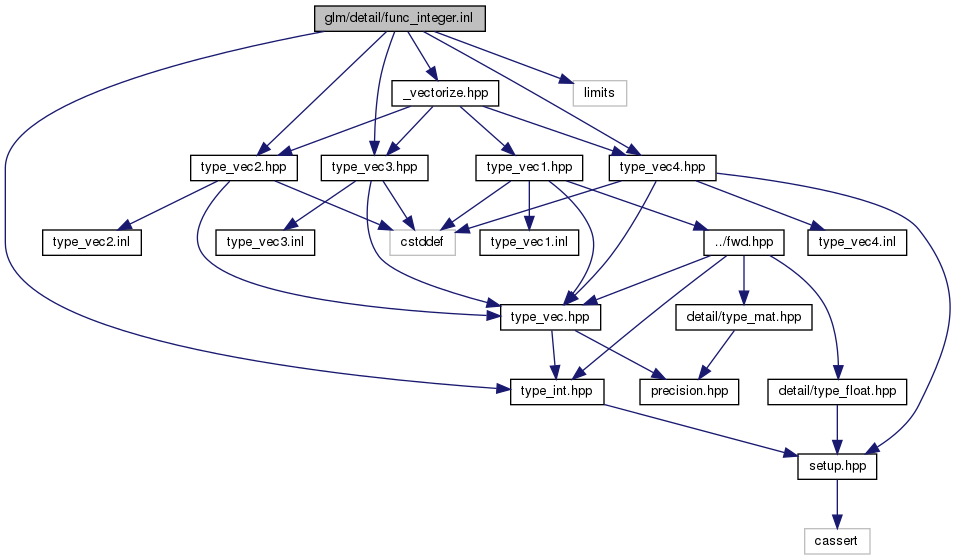 glm/detail/func_integer.inl
_vectorize.hpp
limits
type_vec2.hpp
type_vec3.hpp
type_vec1.hpp
type_vec4.hpp
type_vec2.inl
type_vec3.inl
cstddef
type_vec1.inl
../fwd.hpp
type_vec4.inl
type_vec.hpp
detail/type_mat.hpp
type_int.hpp
precision.hpp
detail/type_float.hpp
setup.hpp
cassert